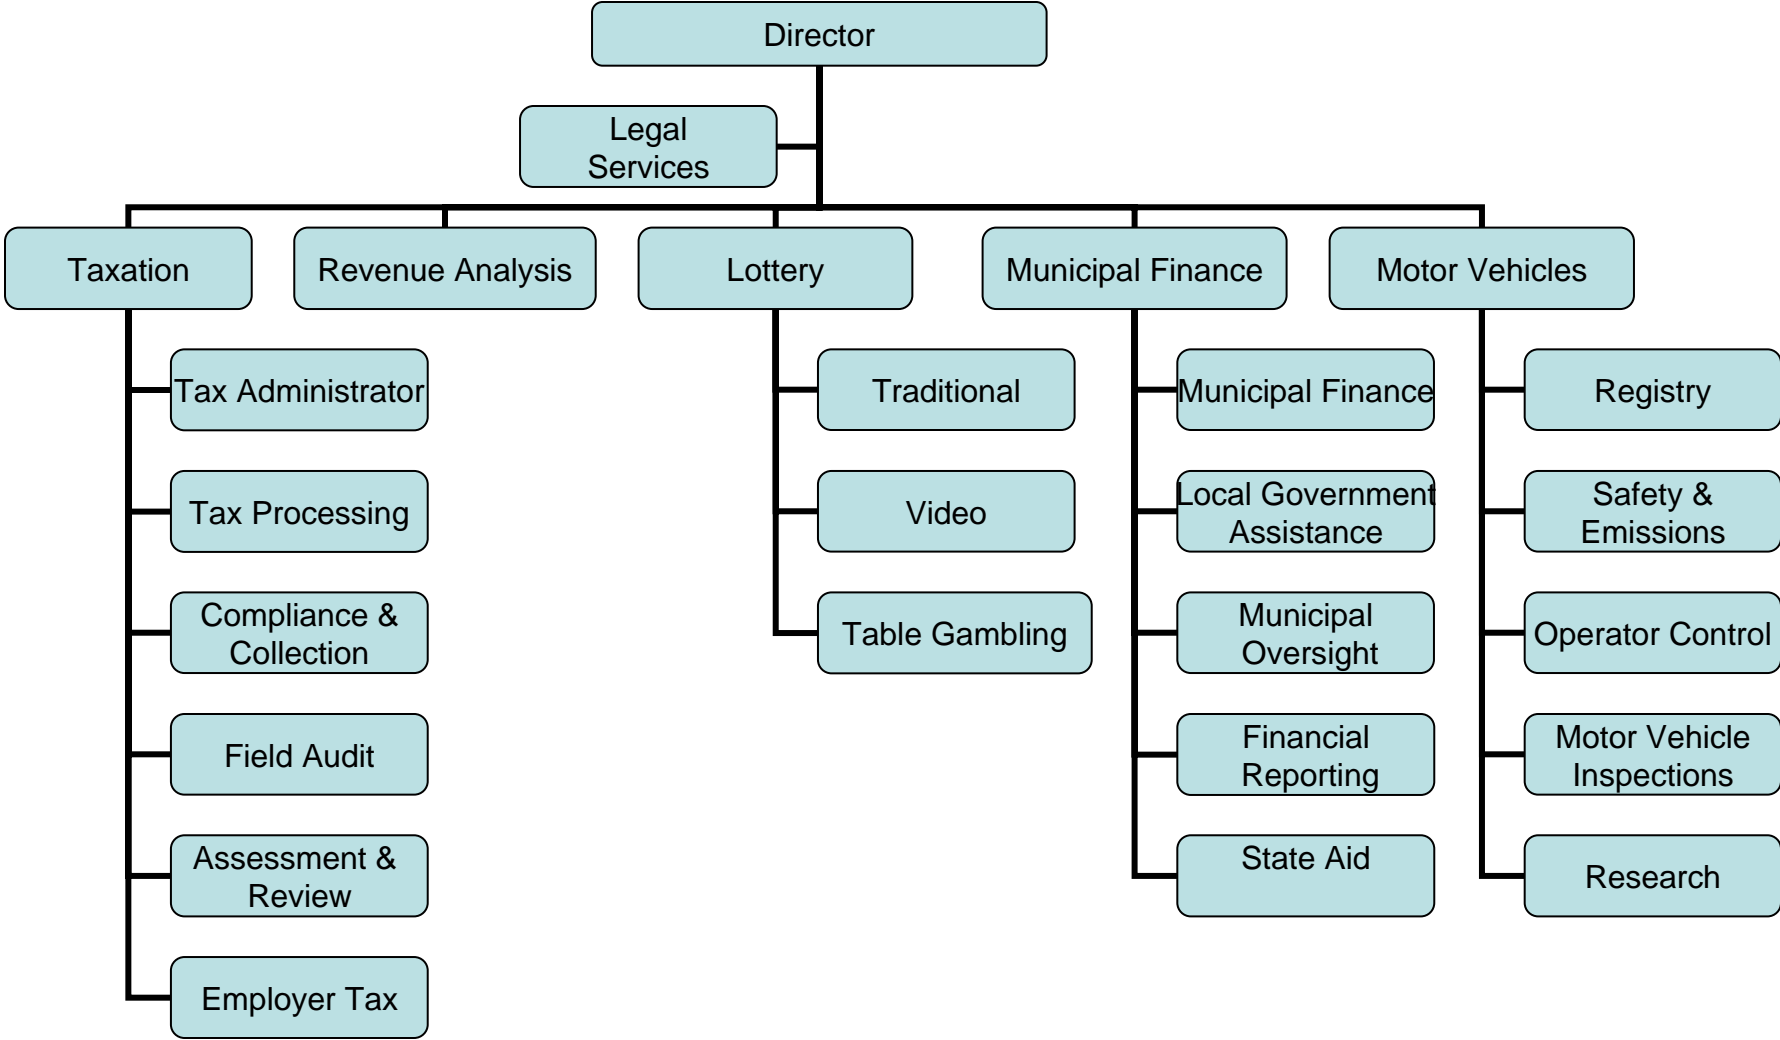 Director
Legal
Services
Taxation
Revenue Analysis
Lottery
Municipal Finance
Motor Vehicles
Tax Administrator
Tax Processing
Compliance &
Collection
Field Audit
Assessment &
Review
Employer Tax
Traditional
Video
Table Gambling
Municipal Finance
Local Government
Assistance
Municipal
Oversight
Financial
Reporting
State Aid
Registry
Safety &
Emissions
Operator Control
Motor Vehicle
Inspections
Research